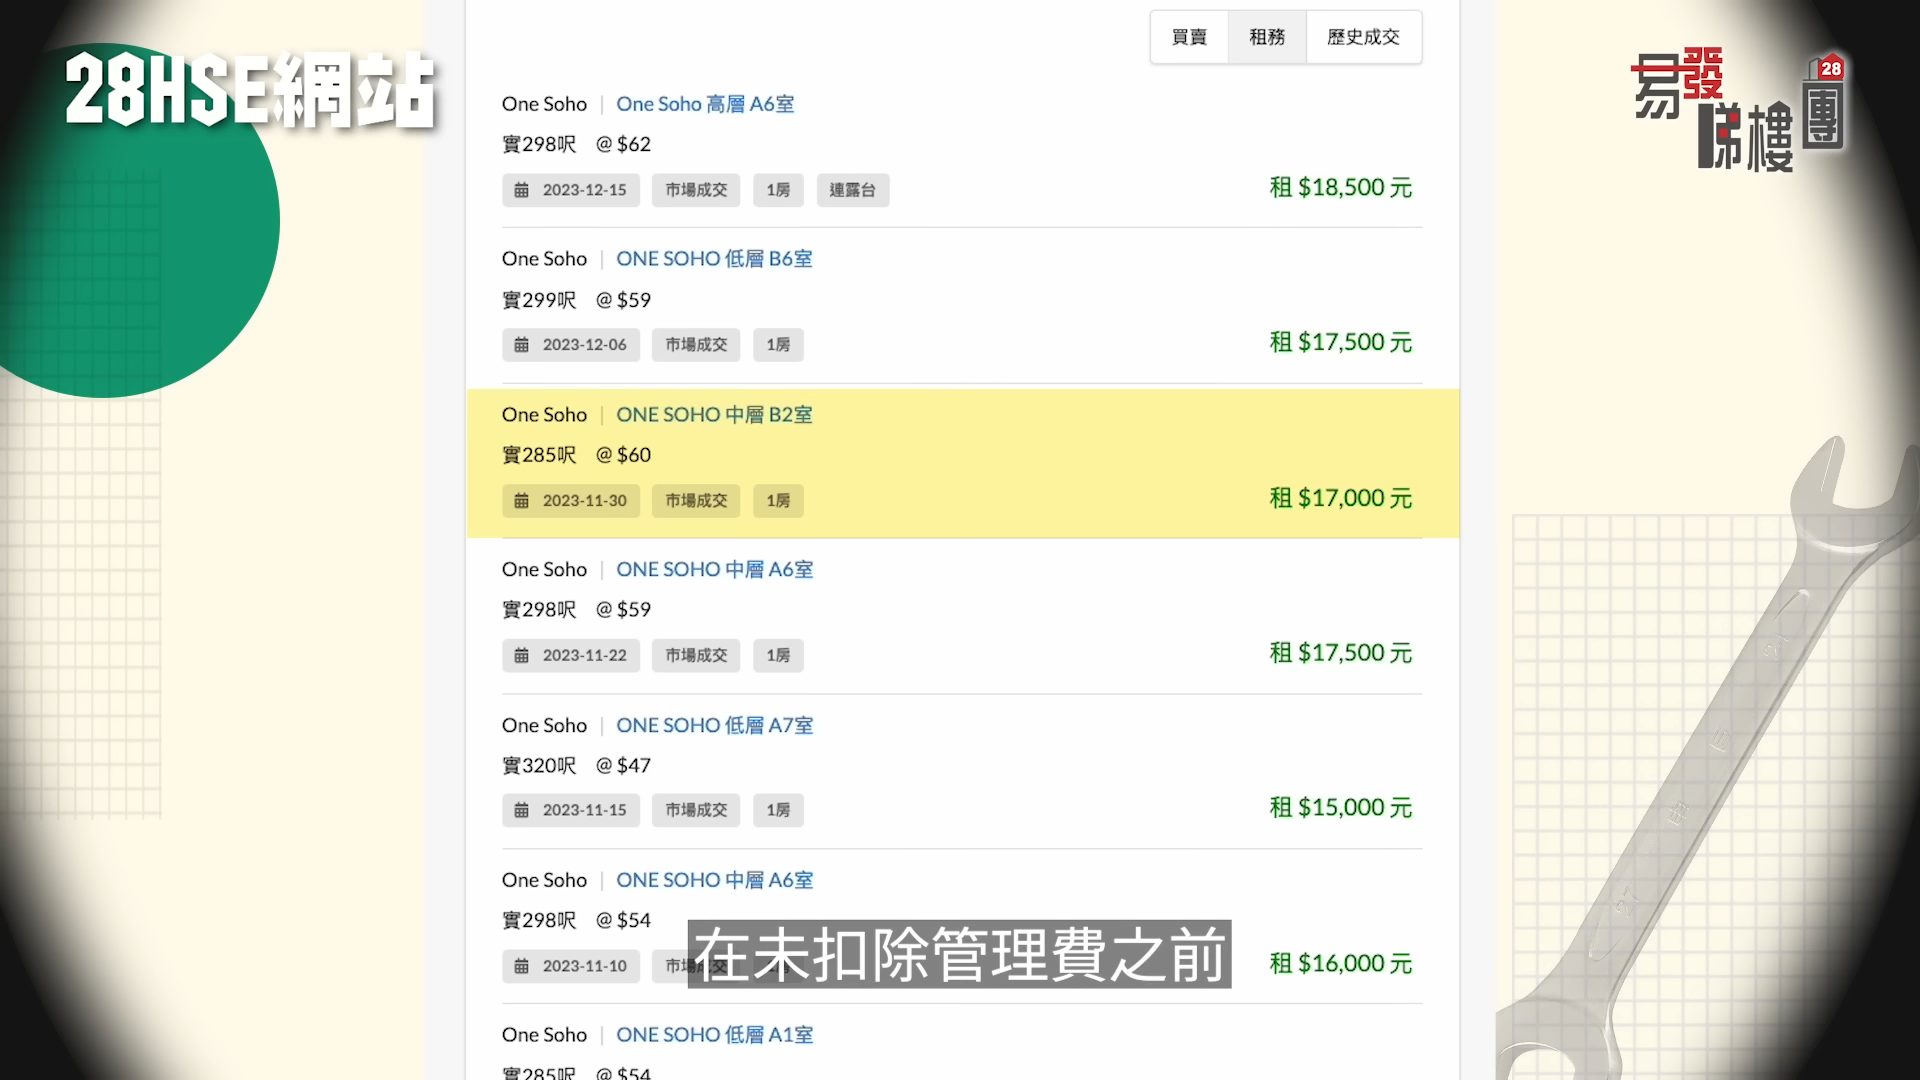 28HSE網站
買賣 租務 歷史成交
易發睇樓團 28
One Soho | One Soho 高層 A6室
實298呎 @ $62
2023-12-15 市場成交 1房 連露台 租 $18,500 元
One Soho | ONE SOHO 低層 B6室
實299呎 @ $59
2023-12-06 市場成交 1房 租 $17,500 元
One Soho | ONE SOHO 中層 B2室
實285呎 @ $60
2023-11-30 市場成交 1房 租 $17,000 元
One Soho | ONE SOHO 中層 A6室
實298呎 @ $59
2023-11-22 市場成交 1房 租 $17,500 元
One Soho | ONE SOHO 低層 A7室
實320呎 @ $47
2023-11-15 市場成交 1房 租 $15,000 元
One Soho | ONE SOHO 中層 A6室
實298呎 @ $54
2023-11-10 市場成交 租 $16,000 元
在未扣除管理費之前
One Soho | ONE SOHO 低層 A1室
實285呎 @ $54